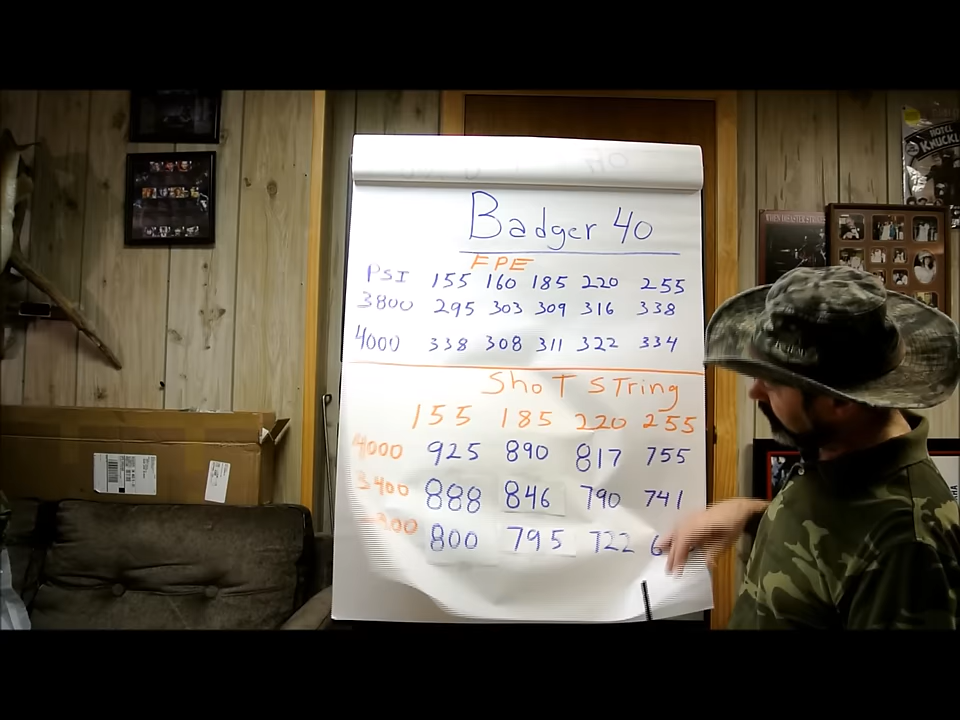 Badger 40
FPE
PSI 155 160 185 220 255
3800 295 303 309 316 338
4000 338 308 311 322 334
Shot String
155 185 220 255
4000 925 890 817 755
3400 888 846 790 741
800 795 722
HOTEL
KNUCKL